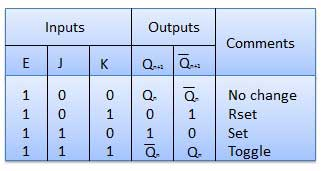 Inputs Outputs Comments
E J K Qₙ₊₁ Q̅ₙ₊₁
1 0 0 Qₙ Q̅ₙ No change
1 0 1 0 1 Rset
1 1 0 1 0 Set
1 1 1 Q̅ₙ Qₙ Toggle